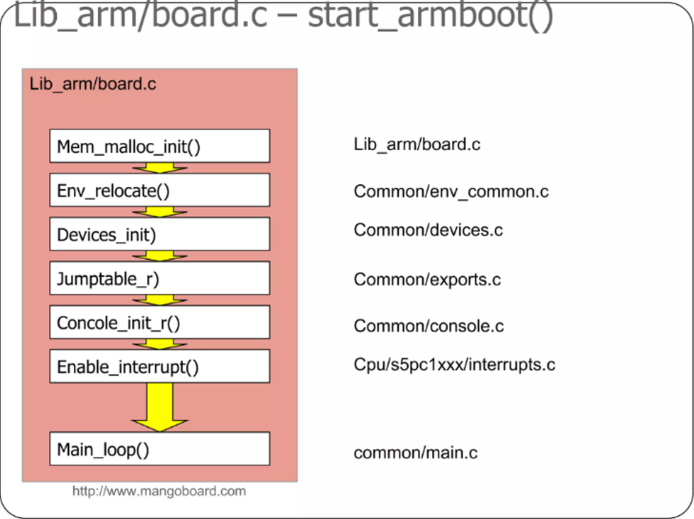 Lib_arm/board.c – start_armboot()
Lib_arm/board.c
Mem_malloc_init() Lib_arm/board.c
Env_relocate() Common/env_common.c
Devices_init) Common/devices.c
Jumptable_r) Common/exports.c
Concole_init_r() Common/console.c
Enable_interrupt() Cpu/s5pc1xxx/interrupts.c
Main_loop() common/main.c
http://www.mangoboard.com